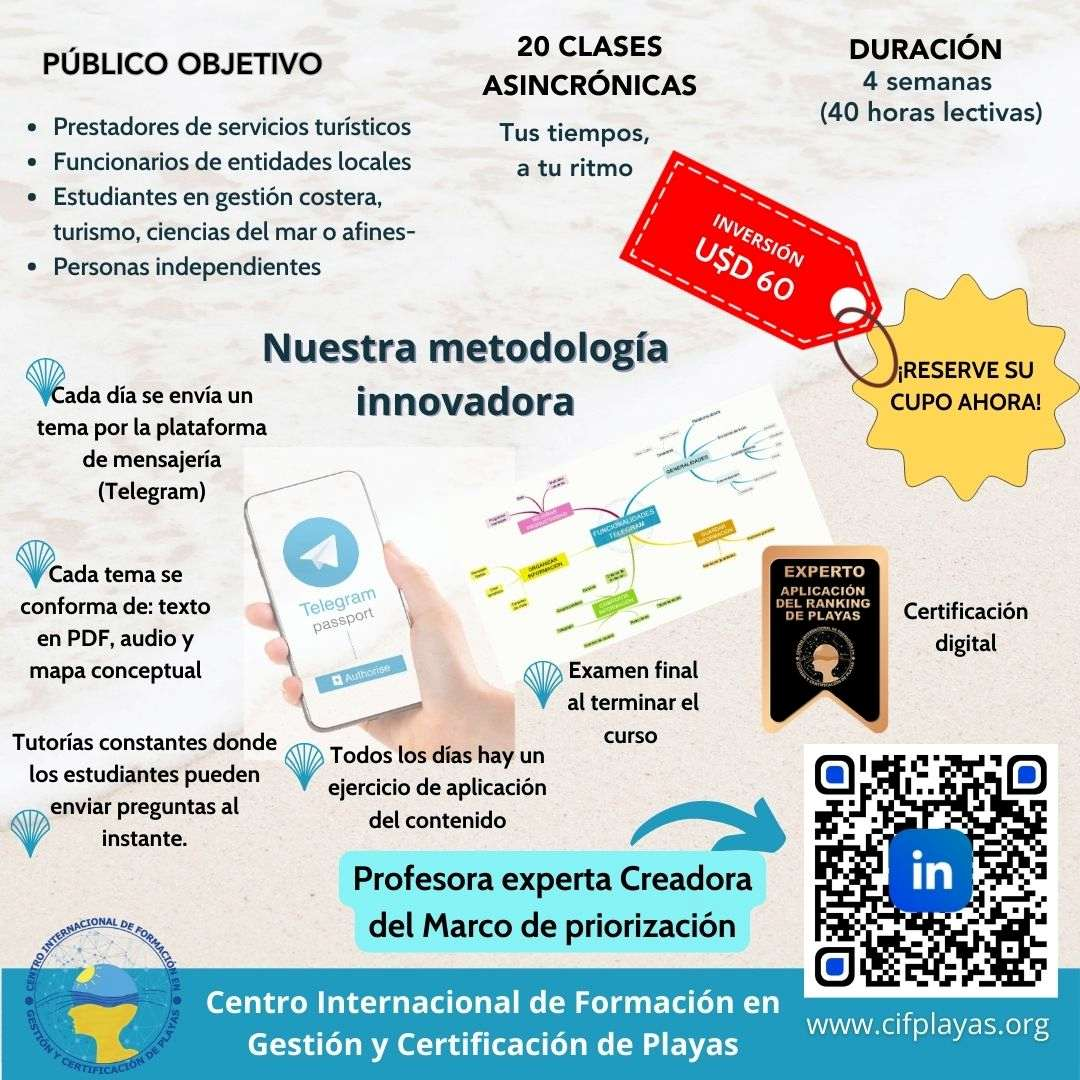 PÚBLICO OBJETIVO
Prestadores de servicios turísticos
Funcionarios de entidades locales
Estudiantes en gestión costera,
turismo, ciencias del mar o afines-
Personas independientes
20 CLASES
ASINCRÓNICAS
Tus tiempos,
a tu ritmo
DURACIÓN
4 semanas
(40 horas lectivas)
INVERSIÓN
U$D 60
¡RESERVE SU
CUPO AHORA!
Nuestra metodología
innovadora
Cada día se envía un
tema por la plataforma
de mensajería
(Telegram)
Cada tema se
conforma de: texto
en PDF, audio y
mapa conceptual
Tutorías constantes donde
los estudiantes pueden
enviar preguntas al
instante.
Telegram
passport
Authorise
GENERALIDADES
FUNCIONALIDADES
TELEGRAM
ORGANIZAR
INFORMACIÓN
GUARDAR
INFORMACIÓN
COMPARTIR
INFORMACIÓN
Todos los días hay un
ejercicio de aplicación
del contenido
Examen final
al terminar el
curso
EXPERTO
APLICACIÓN
DEL RANKING
DE PLAYAS
Certificación
digital
Profesora experta Creadora
del Marco de priorización
in
CENTRO INTERNACIONAL DE FORMACIÓN EN
GESTIÓN Y CERTIFICACIÓN DE PLAYAS
Centro Internacional de Formación en
Gestión y Certificación de Playas
www.cifplayas.org